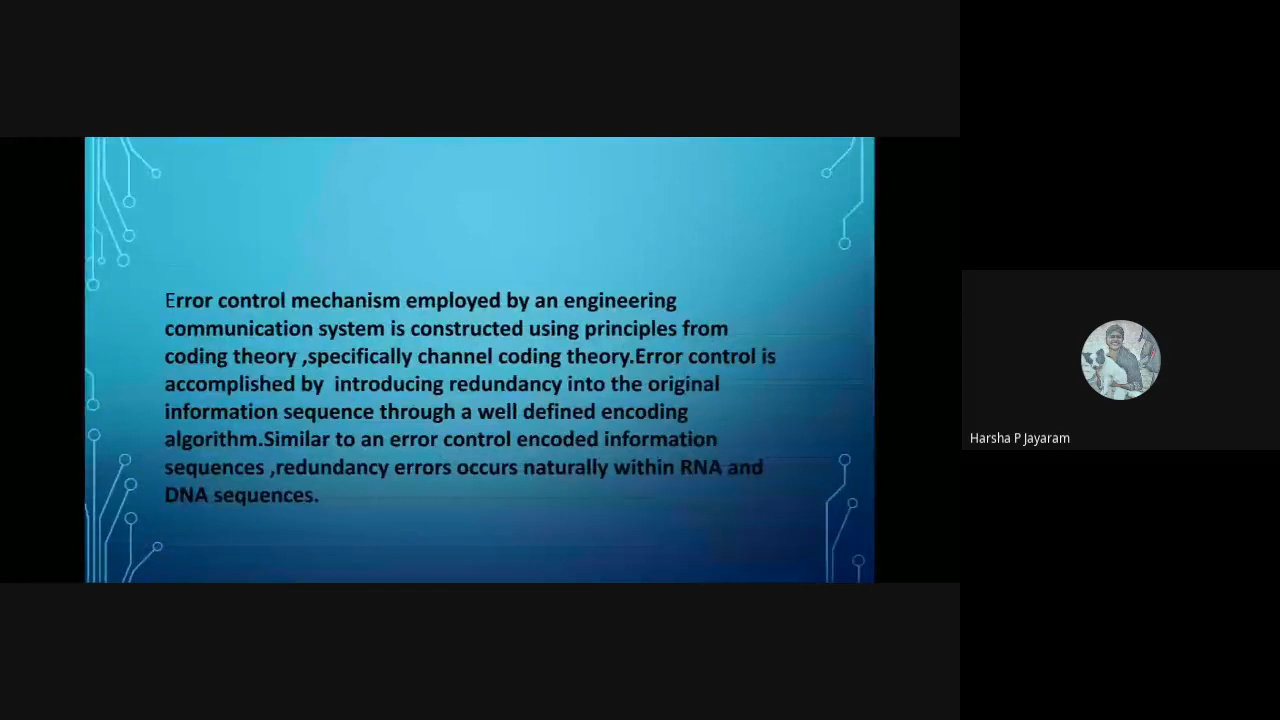 Error control mechanism employed by an engineering
communication system is constructed using principles from
coding theory ,specifically channel coding theory.Error control is
accomplished by  introducing redundancy into the original
information sequence through a well defined encoding
algorithm.Similar to an error control encoded information
sequences ,redundancy errors occurs naturally within RNA and
DNA sequences.
Harsha P Jayaram